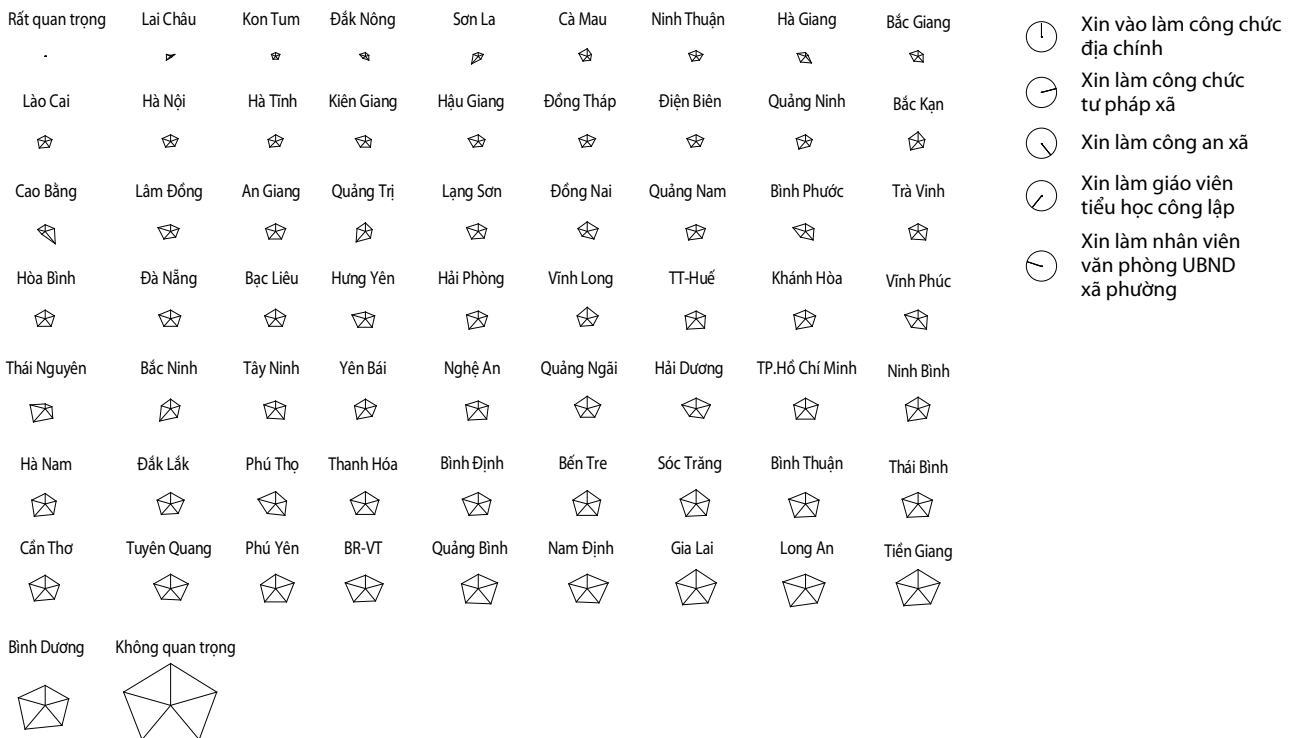 Rất quan trọng Lai Châu Kon Tum Đắk Nông Sơn La Cà Mau Ninh Thuận Hà Giang Bắc Giang
Lào Cai Hà Nội Hà Tĩnh Kiên Giang Hậu Giang Đồng Tháp Điện Biên Quảng Ninh Bắc Kạn
Cao Bằng Lâm Đồng An Giang Quảng Trị Lạng Sơn Đồng Nai Quảng Nam Bình Phước Trà Vinh
Hòa Bình Đà Nẵng Bạc Liêu Hưng Yên Hải Phòng Vĩnh Long TT-Huế Khánh Hòa Vĩnh Phúc
Thái Nguyên Bắc Ninh Tây Ninh Yên Bái Nghệ An Quảng Ngãi Hải Dương TP.Hồ Chí Minh Ninh Bình
Hà Nam Đắk Lắk Phú Thọ Thanh Hóa Bình Định Bến Tre Sóc Trăng Bình Thuận Thái Bình
Cần Thơ Tuyên Quang Phú Yên BR-VT Quảng Bình Nam Định Gia Lai Long An Tiền Giang
Bình Dương Không quan trọng
Xin vào làm công chức
địa chính
Xin làm công chức
tư pháp xã
Xin làm công an xã
Xin làm giáo viên
tiểu học công lập
Xin làm nhân viên
văn phòng UBND
xã phường